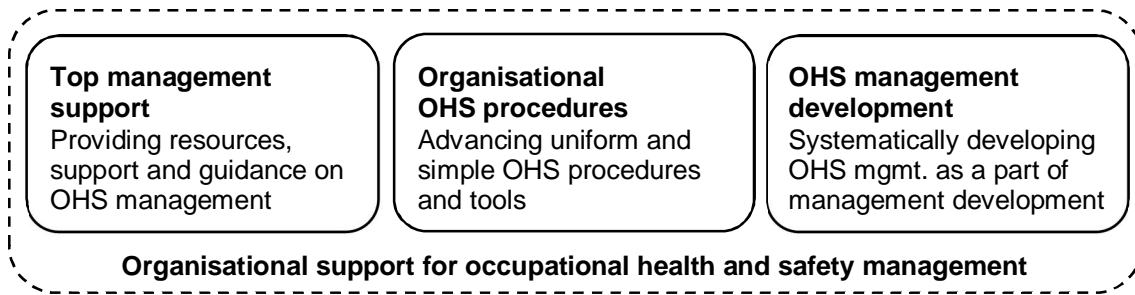 Top management
support
Providing resources,
support and guidance on
OHS management
Organisational
OHS procedures
Advancing uniform and
simple OHS procedures
and tools
OHS management
development
Systematically developing
OHS mgmt. as a part of
management development
Organisational support for occupational health and safety management